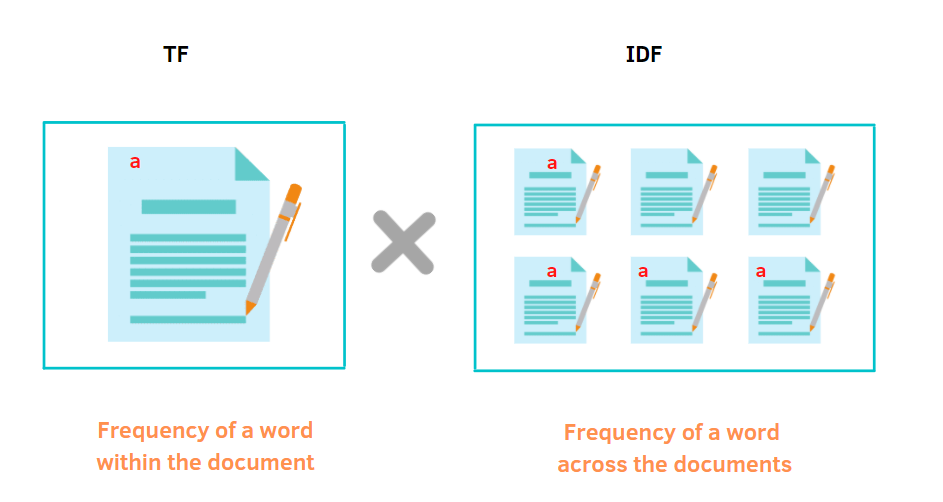 TF
IDF
a
a
a
a
a
Frequency of a word
within the document
Frequency of a word
across the documents